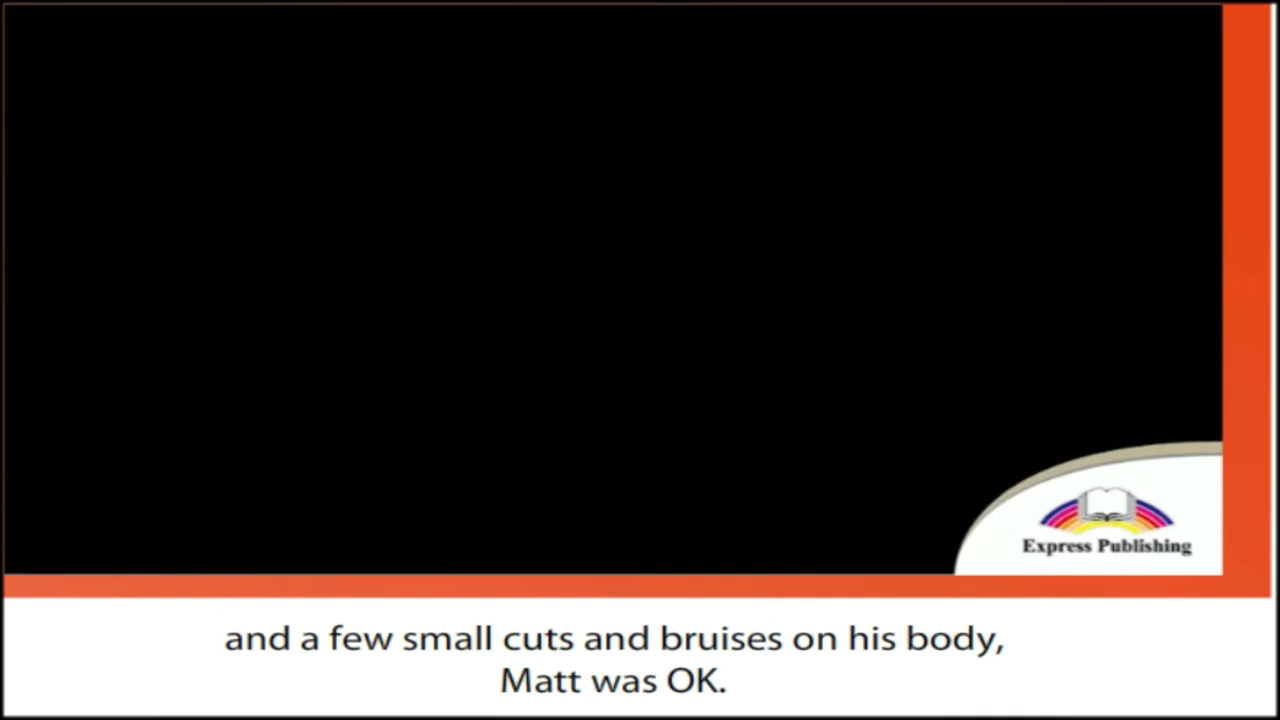 Express Publishing
and a few small cuts and bruises on his body,
Matt was OK.